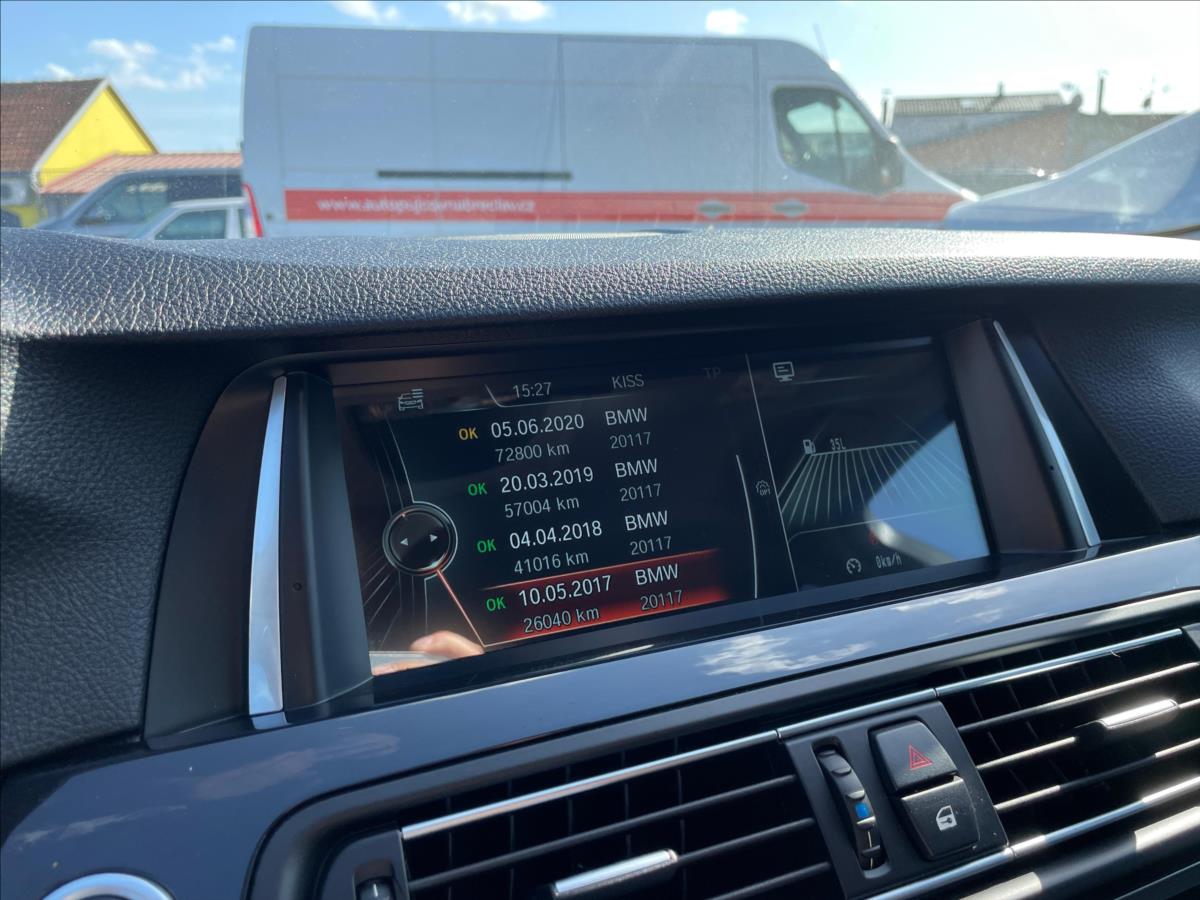 www.autopujcovnabreclav.cz
15:27 KISS TP
OK 05.06.2020 BMW
72800 km 20117
OK 20.03.2019 BMW
57004 km 20117
OK 04.04.2018 BMW
41016 km 20117
OK 10.05.2017 BMW
26040 km 20117
35L
OPT
0km/h